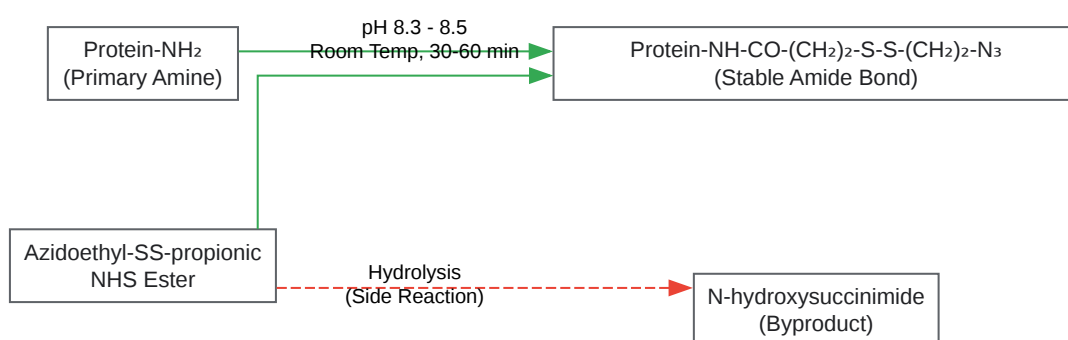 pH 8.3 - 8.5
Room Temp, 30-60 min
Protein-NH₂
(Primary Amine)
Protein-NH-CO-(CH₂)₂-S-S-(CH₂)₂-N₃
(Stable Amide Bond)
Azidoethyl-SS-propionic
NHS Ester
Hydrolysis
(Side Reaction)
N-hydroxysuccinimide
(Byproduct)